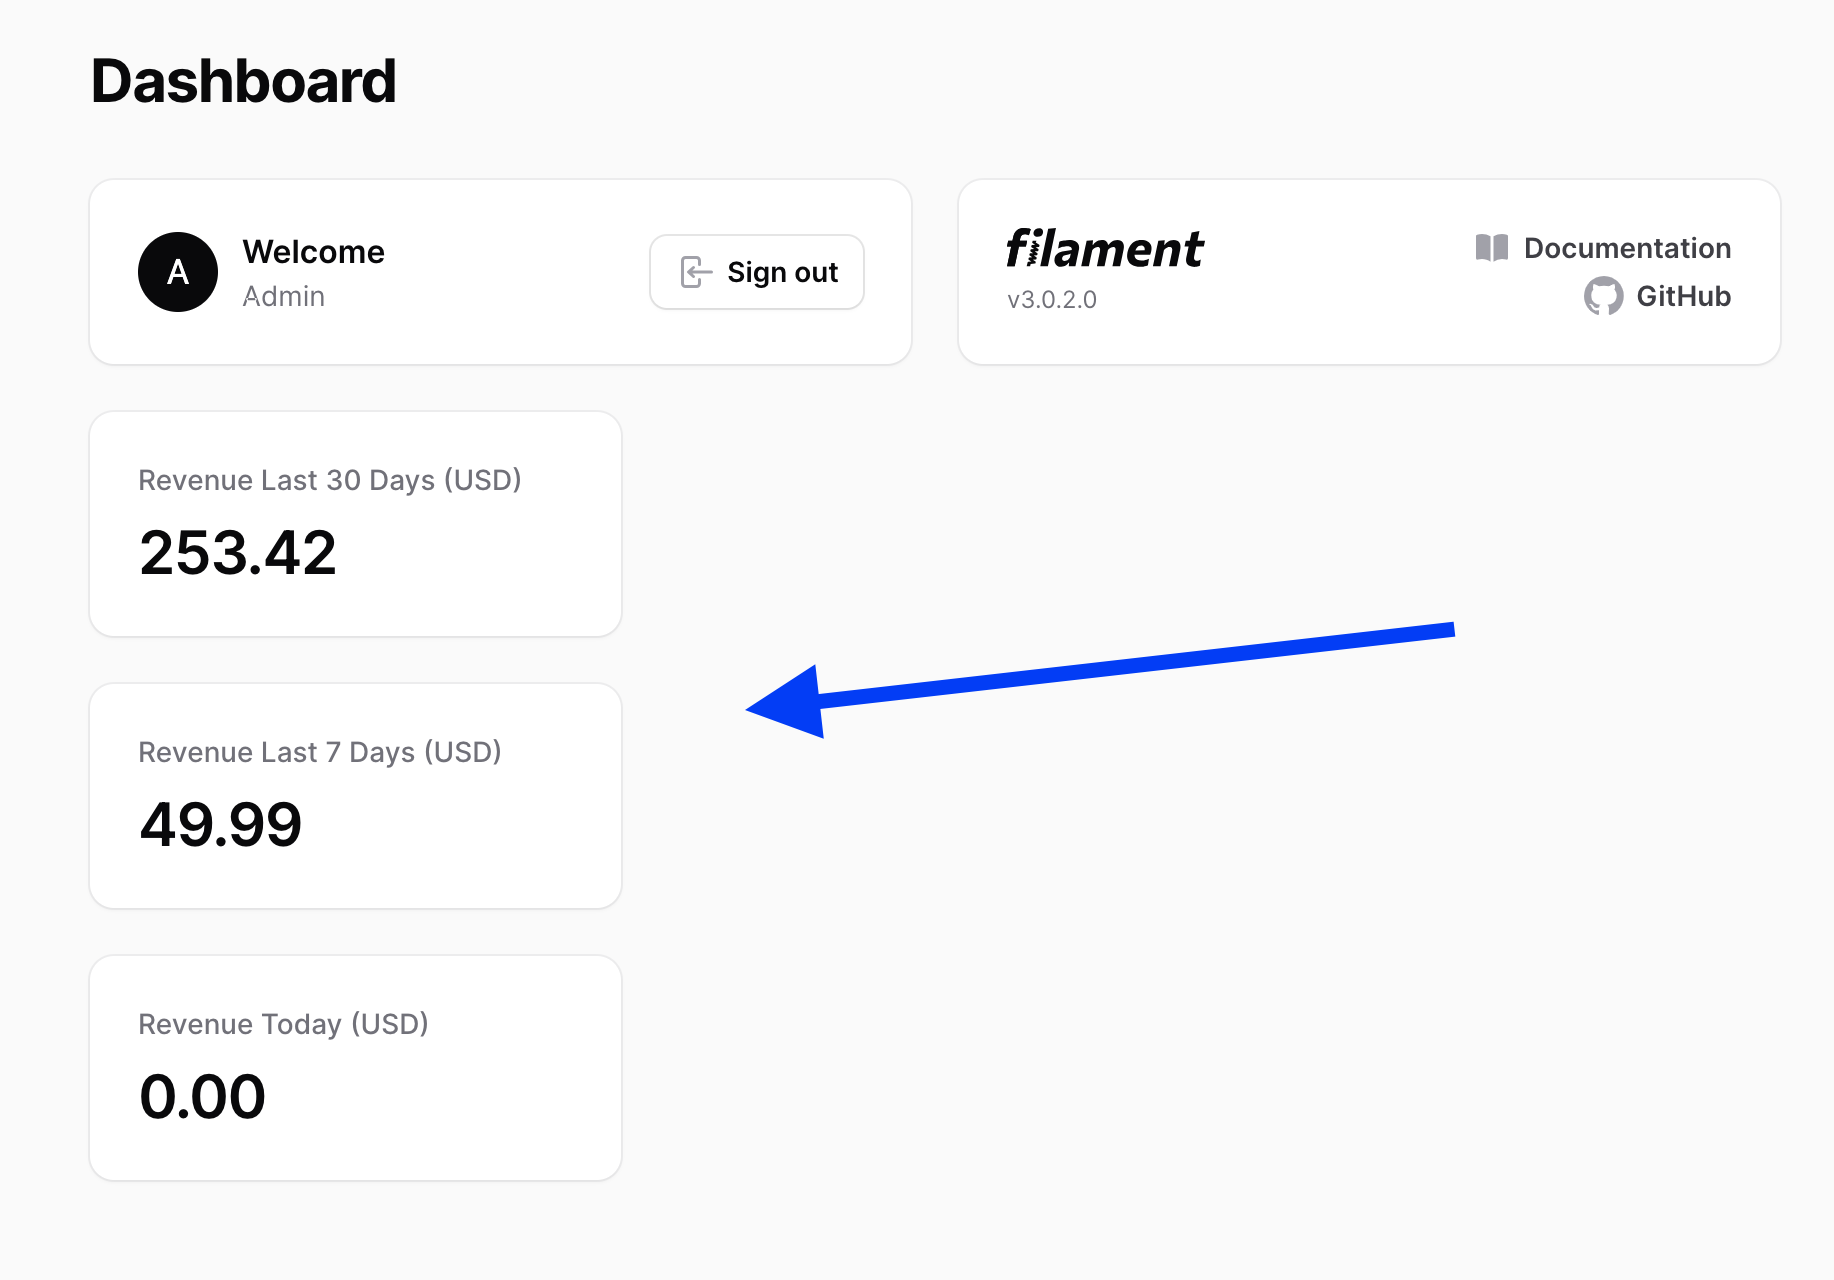 Dashboard
A
Welcome
Admin
Sign out
filament
v3.0.2.0
Documentation
GitHub
Revenue Last 30 Days (USD)
253.42
Revenue Last 7 Days (USD)
49.99
Revenue Today (USD)
0.00